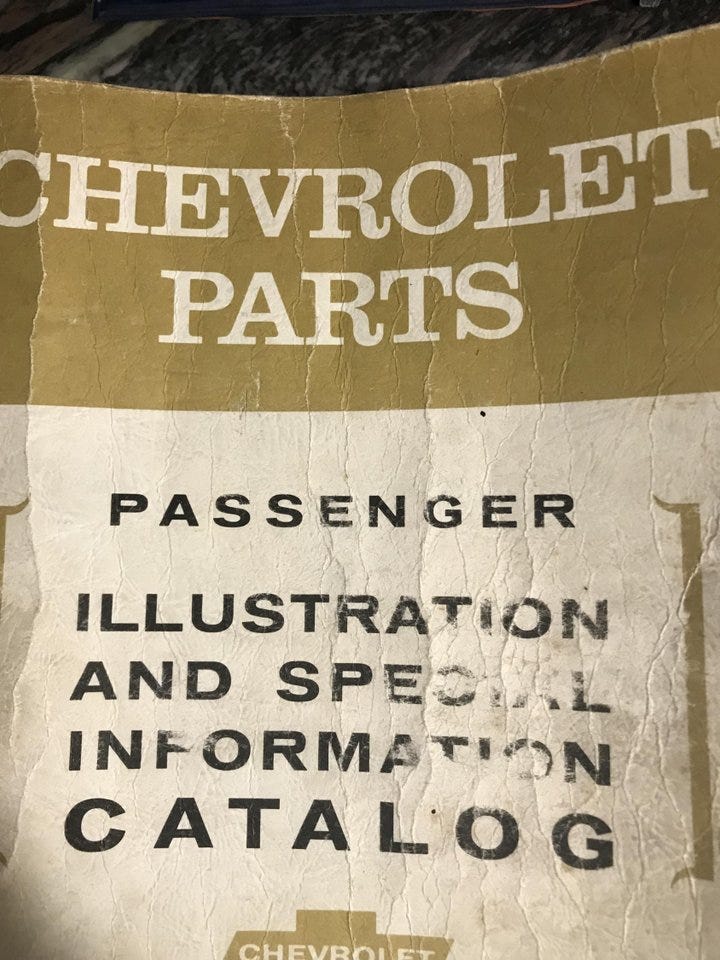 CHEVROLET
PARTS
PASSENGER
ILLUSTRATION
AND SPECIAL
INFORMATION
CATALOG
CHEVROLET